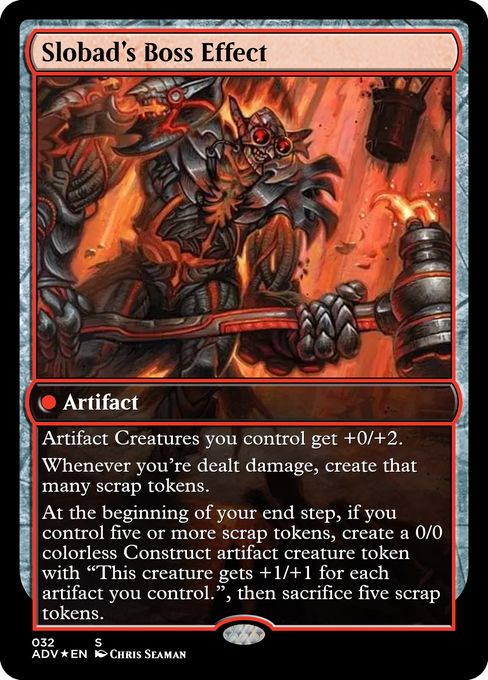 Slobad's Boss Effect
Artifact
Artifact Creatures you control get +0/+2.
Whenever you're dealt damage, create that
many scrap tokens.
At the beginning of your end step, if you
control five or more scrap tokens, create a 0/0
colorless Construct artifact creature token
with “This creature gets +1/+1 for each
artifact you control.”, then sacrifice five scrap
tokens.
032 S
ADV★EN Chris Seaman